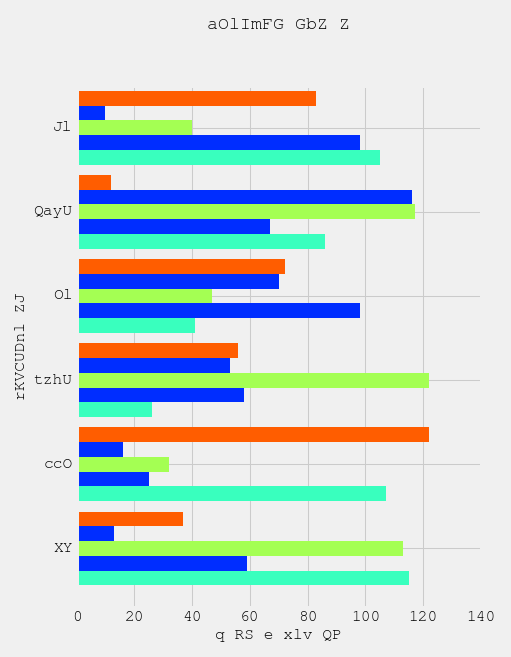 aOlImFG GbZ Z
rKVCUDnl ZJ
Jl
QayU
Ol
tzhU
ccO
XY
0 20 40 60 80 100 120 140
q RS e xlv QP